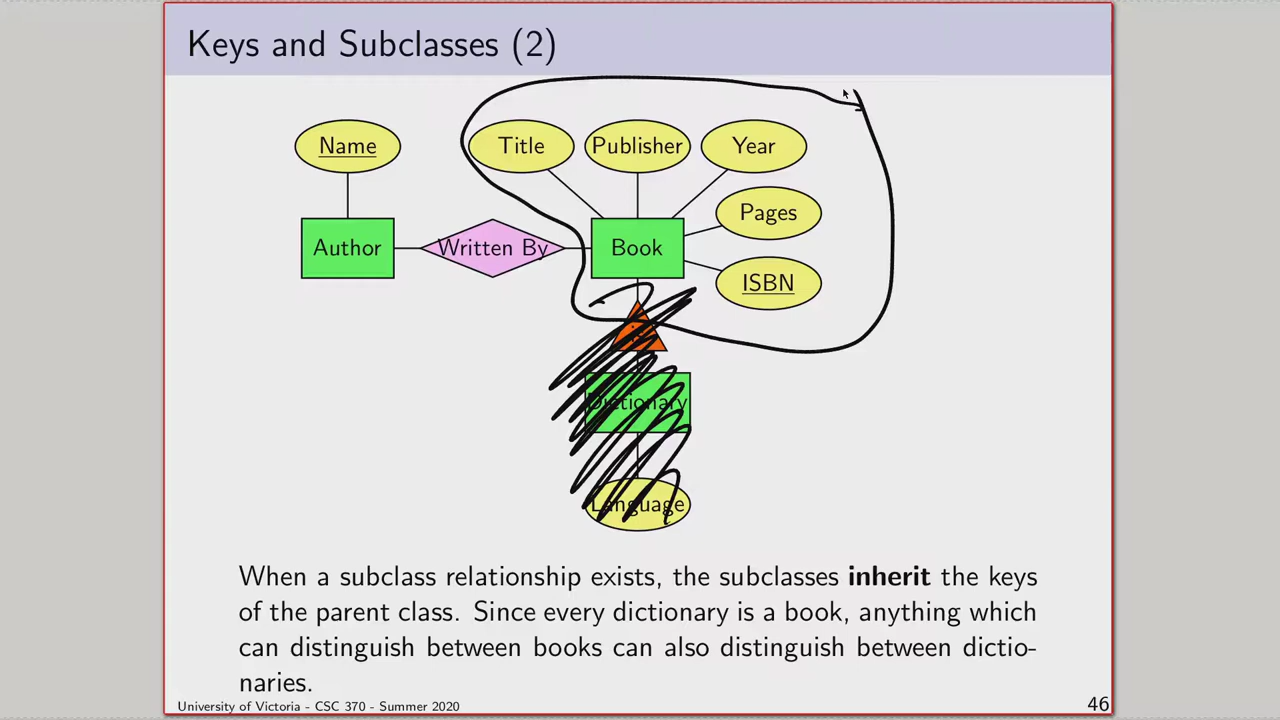 Keys and Subclasses (2)
Name
Title
Publisher
Year
Pages
Author
Written By
Book
ISBN
Dictionary
Language
When a subclass relationship exists, the subclasses inherit the keys
of the parent class. Since every dictionary is a book, anything which
can distinguish between books can also distinguish between dictio-
naries.
University of Victoria - CSC 370 - Summer 2020
46